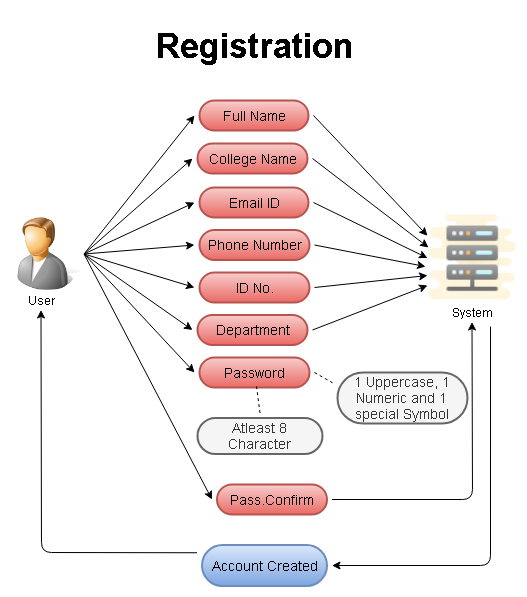 Registration
Full Name
College Name
Email ID
Phone Number
ID No.
Department
Password
User
System
1 Uppercase, 1
Numeric and 1
special Symbol
Atleast 8
Character
Pass.Confirm
Account Created